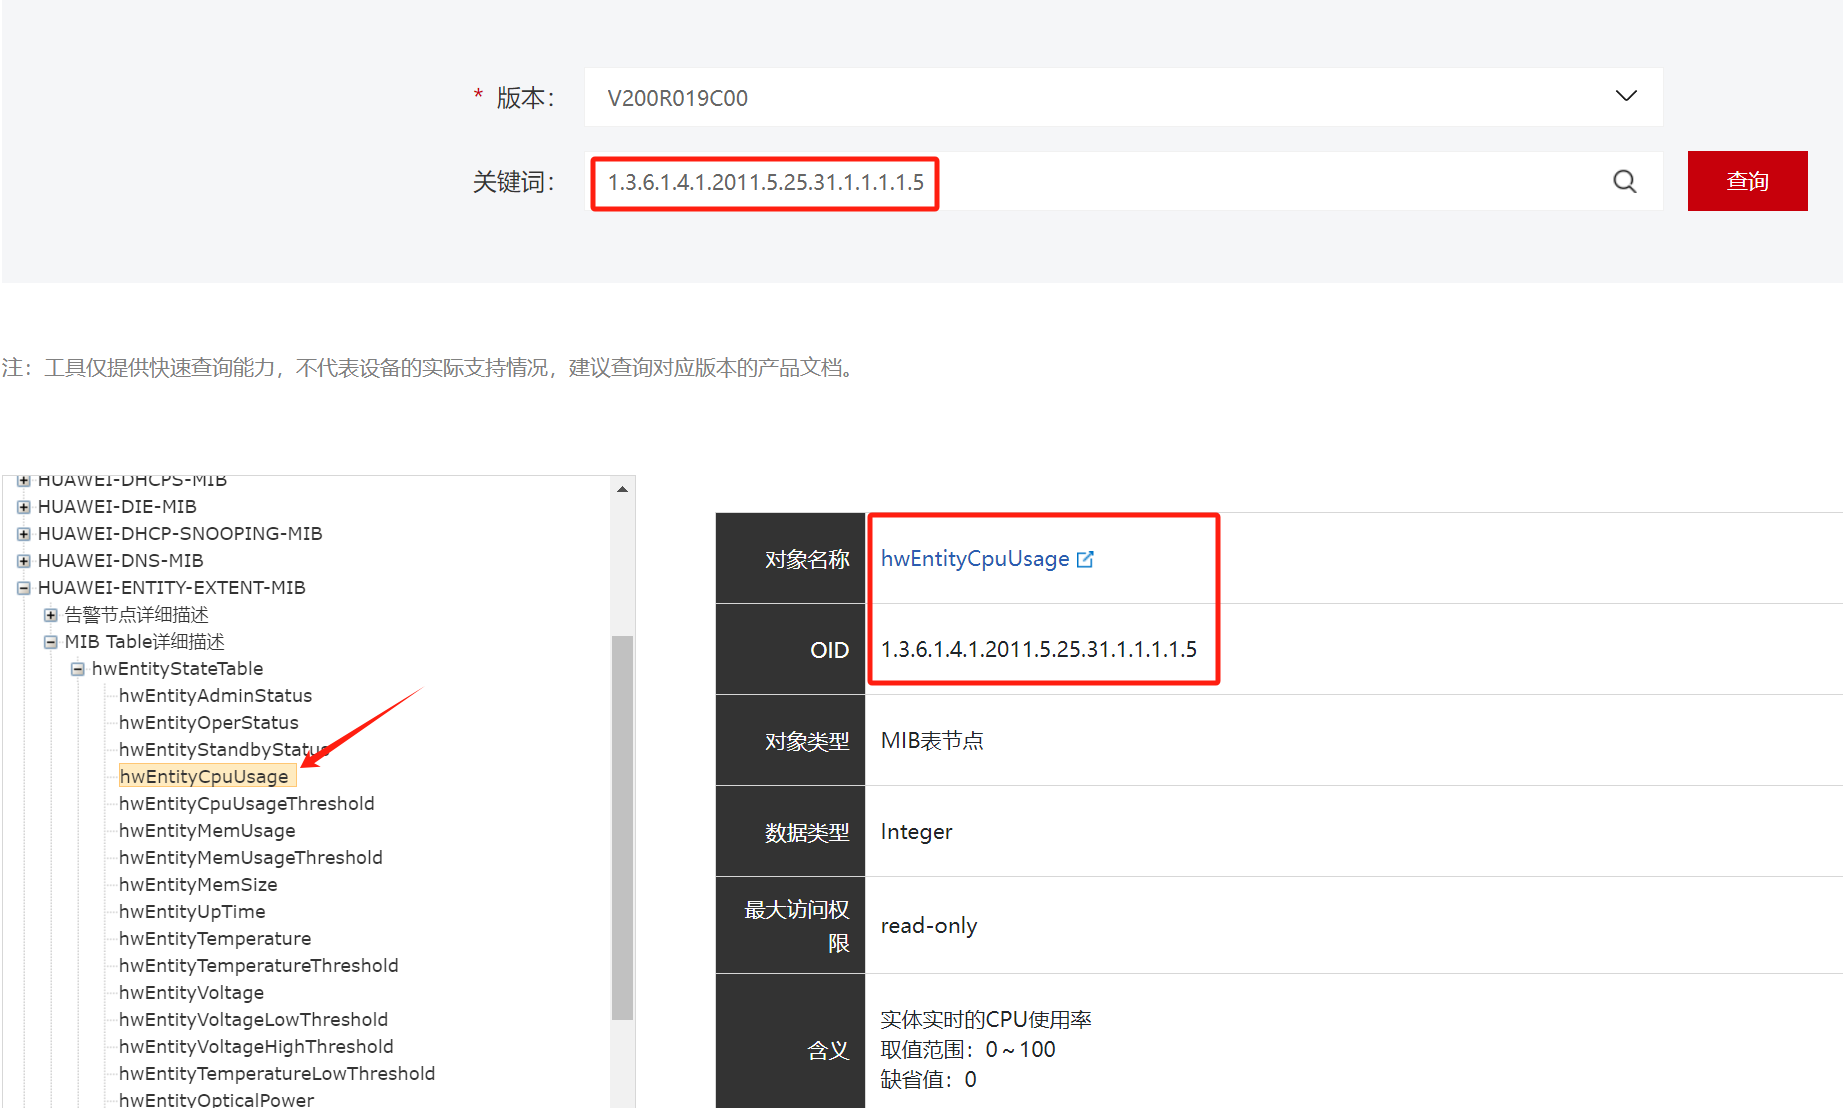 * 版本：
V200R019C00
关键词：
1.3.6.1.4.1.2011.5.25.31.1.1.1.1.5
查询
注：工具仅提供快速查询能力，不代表设备的实际支持情况，建议查询对应版本的产品文档。
HUAWEI-DHCPS-MIB
HUAWEI-DIE-MIB
HUAWEI-DHCP-SNOOPING-MIB
HUAWEI-DNS-MIB
HUAWEI-ENTITY-EXTENT-MIB
告警节点详细描述
MIB Table详细描述
hwEntityStateTable
hwEntityAdminStatus
hwEntityOperStatus
hwEntityStandbyStatus
hwEntityCpuUsage
hwEntityCpuUsageThreshold
hwEntityMemUsage
hwEntityMemUsageThreshold
hwEntityMemSize
hwEntityUpTime
hwEntityTemperature
hwEntityTemperatureThreshold
hwEntityVoltage
hwEntityVoltageLowThreshold
hwEntityVoltageHighThreshold
hwEntityTemperatureLowThreshold
hwEntityOpticalPower
对象名称
hwEntityCpuUsage
OID
1.3.6.1.4.1.2011.5.25.31.1.1.1.1.5
对象类型
MIB表节点
数据类型
Integer
最大访问权
限
read-only
含义
实体实时的CPU使用率
取值范围：0～100
缺省值：0